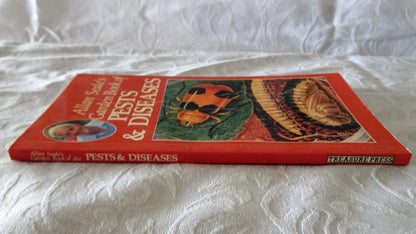 Allan Seale's
Garden Book of
PESTS
& DISEASES
Allan Seale's
Garden Book of the
PESTS & DISEASES
TREASURE PRESS